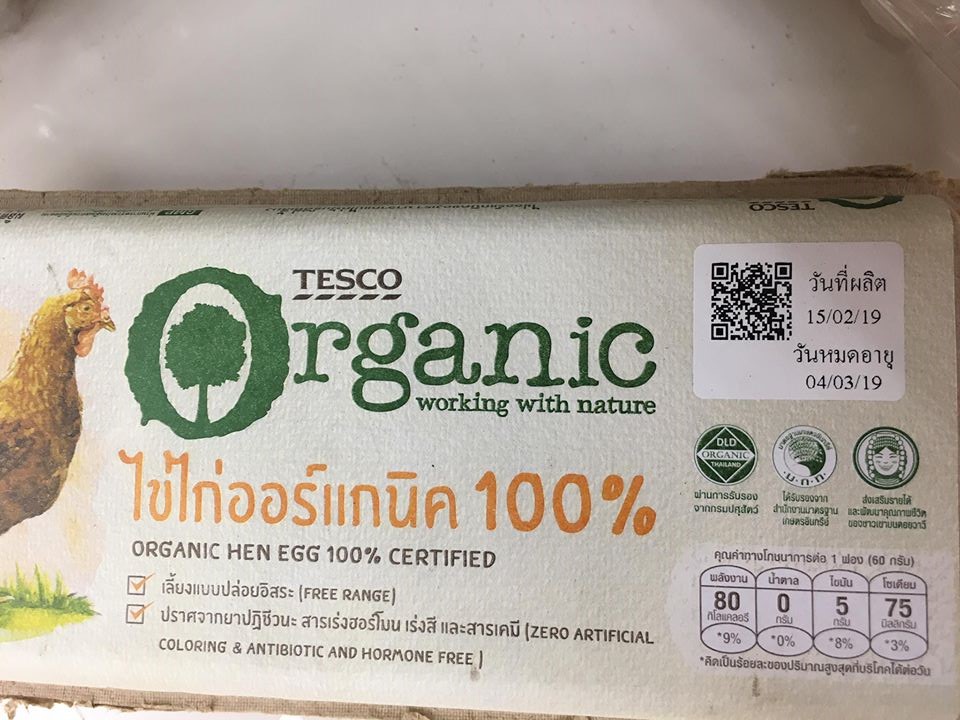 TESCO
TESCO
Organic
working with nature
ไข่ไก่ออร์แกนิค 100%
ORGANIC HEN EGG 100% CERTIFIED
เลี้ยงแบบปล่อยอิสระ (FREE RANGE)
ปราศจากยาปฏิชีวนะ สารเร่งฮอร์โมน เร่งสี และสารเคมี (ZERO ARTIFICIAL
COLORING & ANTIBIOTIC AND HORMONE FREE)
วันที่ผลิต
15/02/19
วันหมดอายุ
04/03/19
DLD
ORGANIC
THAILAND
ผ่านการรับรอง
จากกรมปศุสัตว์
ม.ก.ท.
ได้รับรองจาก
สำนักงานมาตรฐาน
เกษตรอินทรีย์
ส่งเสริมรายได้
และพัฒนาคุณภาพชีวิต
ของชาวเขาบนดอยวาวี
คุณค่าทางโภชนาการต่อ 1 ฟอง (60 กรัม)
พลังงาน น้ำตาล ไขมัน โซเดียม
80 0 5 75
กิโลแคลอรี กรัม กรัม มิลลิกรัม
*9% *0% *8% *3%
*คิดเป็นร้อยละของปริมาณสูงสุดที่บริโภคได้ต่อวัน